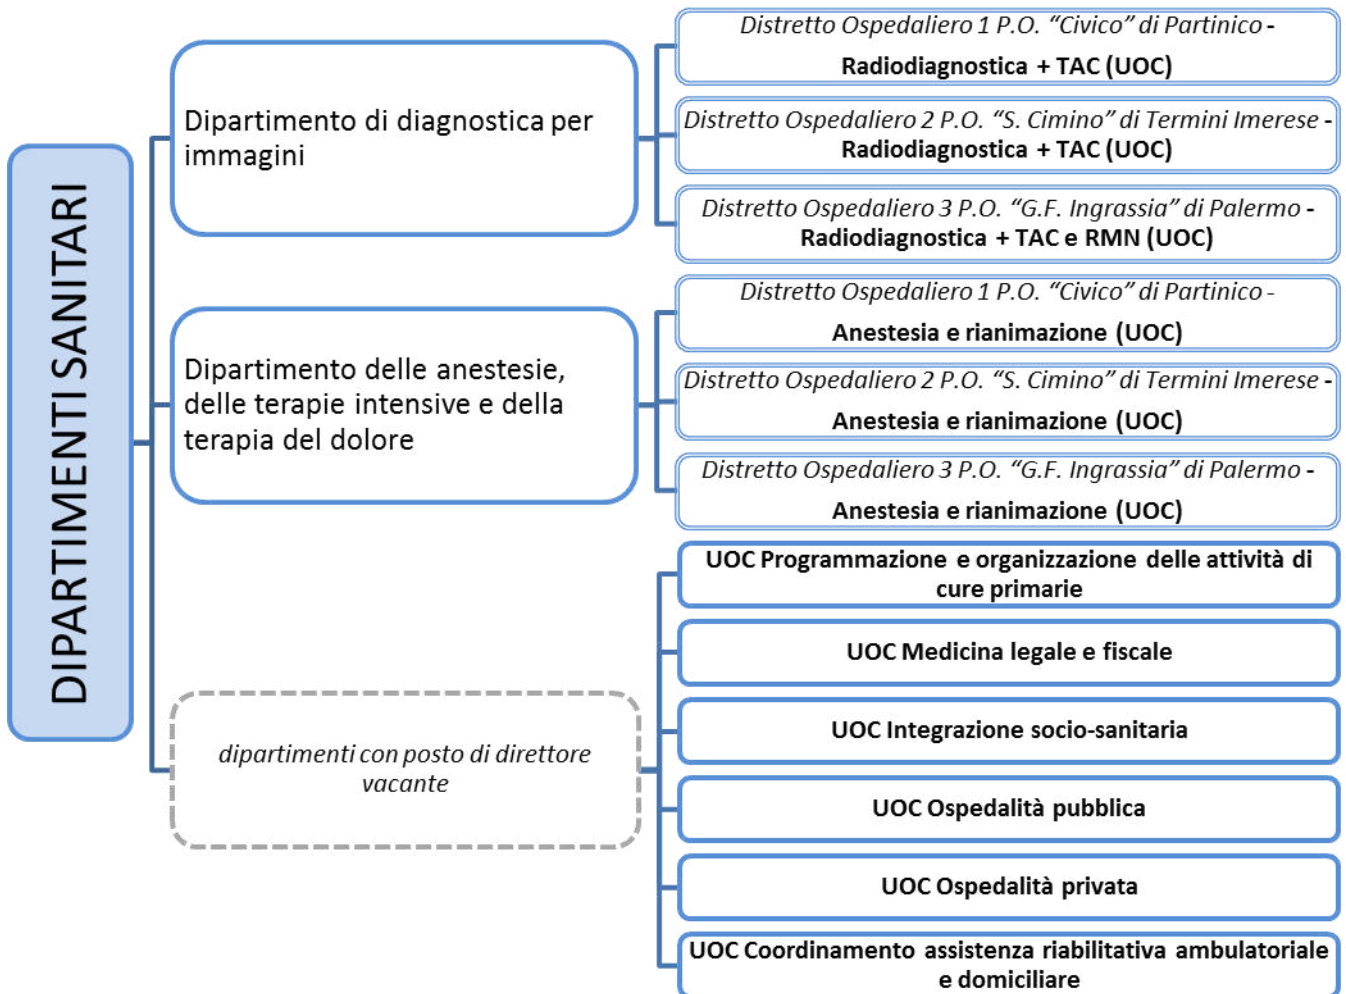 DIPARTIMENTI SANITARI
Dipartimento di diagnostica per
immagini
Distretto Ospedaliero 1 P.O. “Civico” di Partinico -
Radiodiagnostica + TAC (UOC)
Distretto Ospedaliero 2 P.O. “S. Cimino” di Termini Imerese -
Radiodiagnostica + TAC (UOC)
Distretto Ospedaliero 3 P.O. “G.F. Ingrassia” di Palermo -
Radiodiagnostica + TAC e RMN (UOC)
Dipartimento delle anestesie,
delle terapie intensive e della
terapia del dolore
Distretto Ospedaliero 1 P.O. “Civico” di Partinico -
Anestesia e rianimazione (UOC)
Distretto Ospedaliero 2 P.O. “S. Cimino” di Termini Imerese -
Anestesia e rianimazione (UOC)
Distretto Ospedaliero 3 P.O. “G.F. Ingrassia” di Palermo -
Anestesia e rianimazione (UOC)
dipartimenti con posto di direttore
vacante
UOC Programmazione e organizzazione delle attività di
cure primarie
UOC Medicina legale e fiscale
UOC Integrazione socio-sanitaria
UOC Ospedalità pubblica
UOC Ospedalità privata
UOC Coordinamento assistenza riabilitativa ambulatoriale
e domiciliare